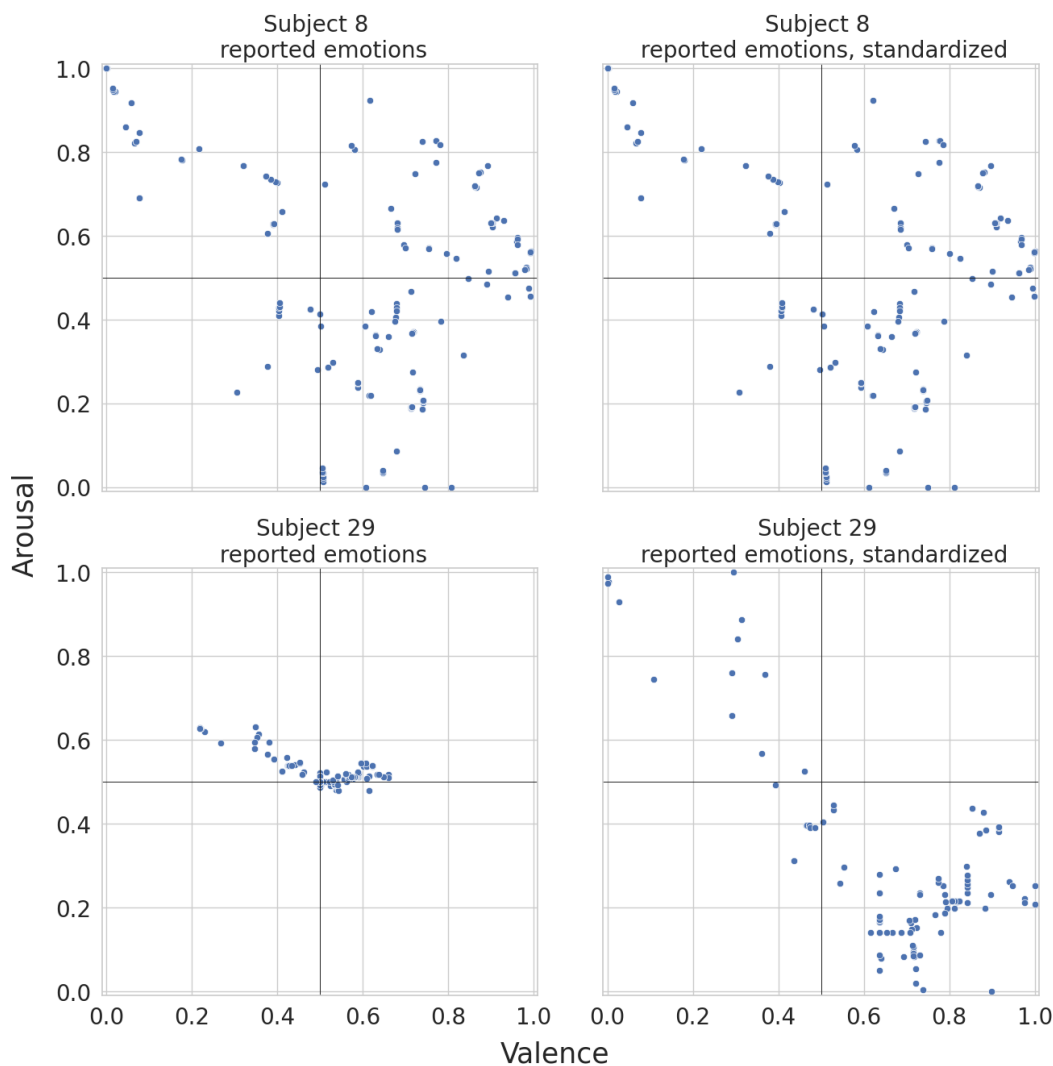 Subject 8
reported emotions
Subject 8
reported emotions, standardized
1.0
0.8
0.6
0.4
0.2
0.0
Arousal
Subject 29
reported emotions
Subject 29
reported emotions, standardized
1.0
0.8
0.6
0.4
0.2
0.0
0.0 0.2 0.4 0.6 0.8 1.0
0.0 0.2 0.4 0.6 0.8 1.0
Valence